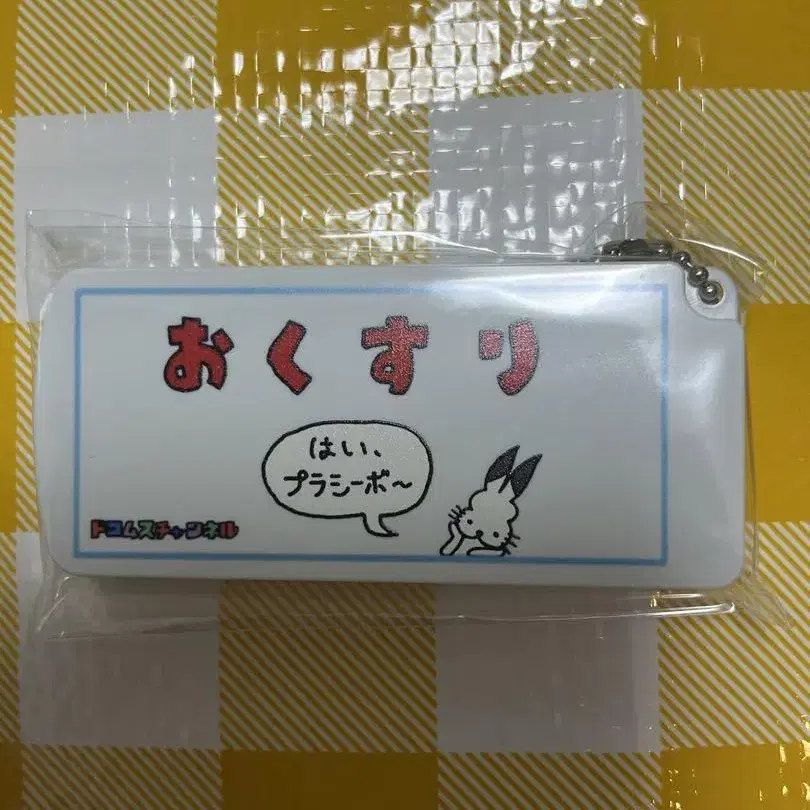 おくすり
はい、
プラシーボ～
ドコムスチャンネル